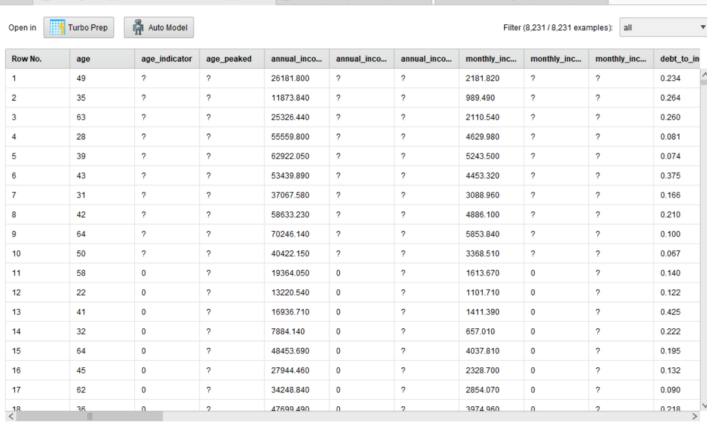 Open in Turbo Prep Auto Model Filter (8,231 / 8,231 examples): all
Row No. age age_indicator age_peaked annual_inco... annual_inco... annual_inco... monthly_inc... monthly_inc... monthly_inc... debt_to_in
1 49 ? ? 26181.800 ? ? 2181.820 ? ? 0.234
2 35 ? ? 11873.840 ? ? 989.490 ? ? 0.264
3 63 ? ? 25326.440 ? ? 2110.540 ? ? 0.260
4 28 ? ? 55559.800 ? ? 4629.980 ? ? 0.081
5 39 ? ? 62922.050 ? ? 5243.500 ? ? 0.074
6 43 ? ? 53439.890 ? ? 4453.320 ? ? 0.375
7 31 ? ? 37067.580 ? ? 3088.960 ? ? 0.166
8 42 ? ? 58633.230 ? ? 4886.100 ? ? 0.210
9 64 ? ? 70246.140 ? ? 5853.840 ? ? 0.100
10 50 ? ? 40422.150 ? ? 3368.510 ? ? 0.067
11 58 0 ? 19364.050 0 ? 1613.670 0 ? 0.140
12 22 0 ? 13220.540 0 ? 1101.710 0 ? 0.122
13 41 0 ? 16936.710 0 ? 1411.390 0 ? 0.425
14 32 0 ? 7884.140 0 ? 657.010 0 ? 0.222
15 64 0 ? 48453.690 0 ? 4037.810 0 ? 0.195
16 45 0 ? 27944.460 0 ? 2328.700 0 ? 0.132
17 62 0 ? 34248.840 0 ? 2854.070 0 ? 0.090
18 36 0 ? 47699.490 0 ? 3974.960 0 ? 0.218